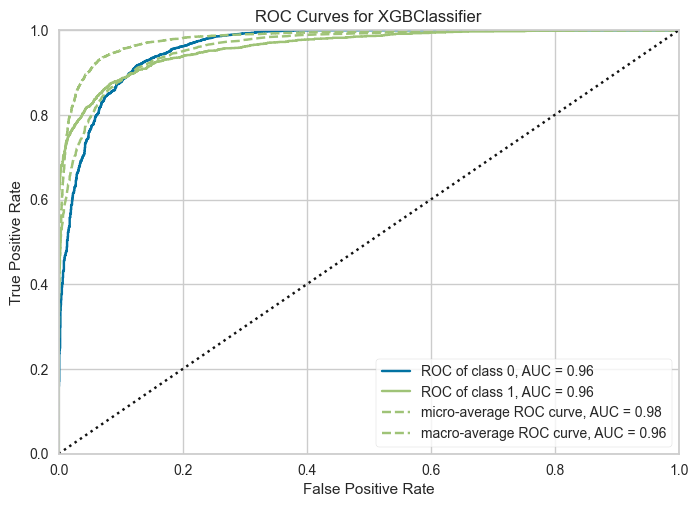 ROC Curves for XGBClassifier
True Positive Rate
1.0
0.8
0.6
0.4
0.2
0.0
ROC of class 0, AUC = 0.96
ROC of class 1, AUC = 0.96
micro-average ROC curve, AUC = 0.98
macro-average ROC curve, AUC = 0.96
0.0 0.2 0.4 0.6 0.8 1.0
False Positive Rate